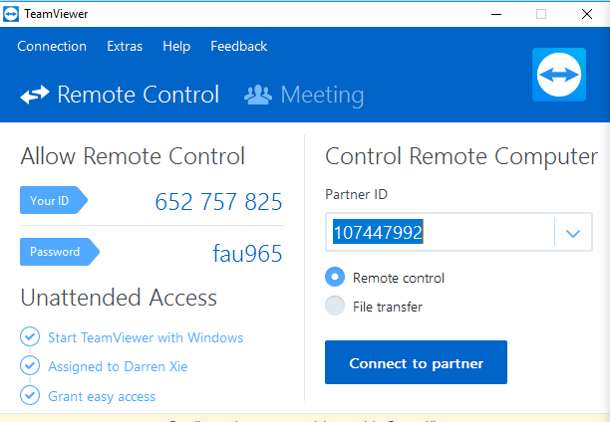 TeamViewer
Connection Extras Help Feedback
Remote Control Meeting
Allow Remote Control
Your ID 652 757 825
Password fau965
Unattended Access
Start TeamViewer with Windows
Assigned to Darren Xie
Grant easy access
Control Remote Computer
Partner ID
107447992
Remote control
File transfer
Connect to partner